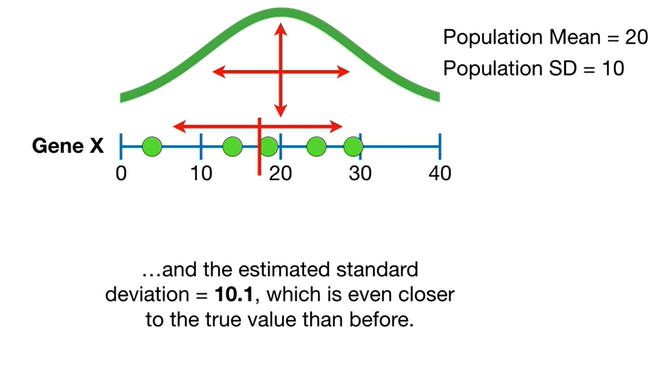 Population Mean = 20
Population SD = 10
Gene X
0 10 20 30 40
…and the estimated standard
deviation = 10.1, which is even closer
to the true value than before.